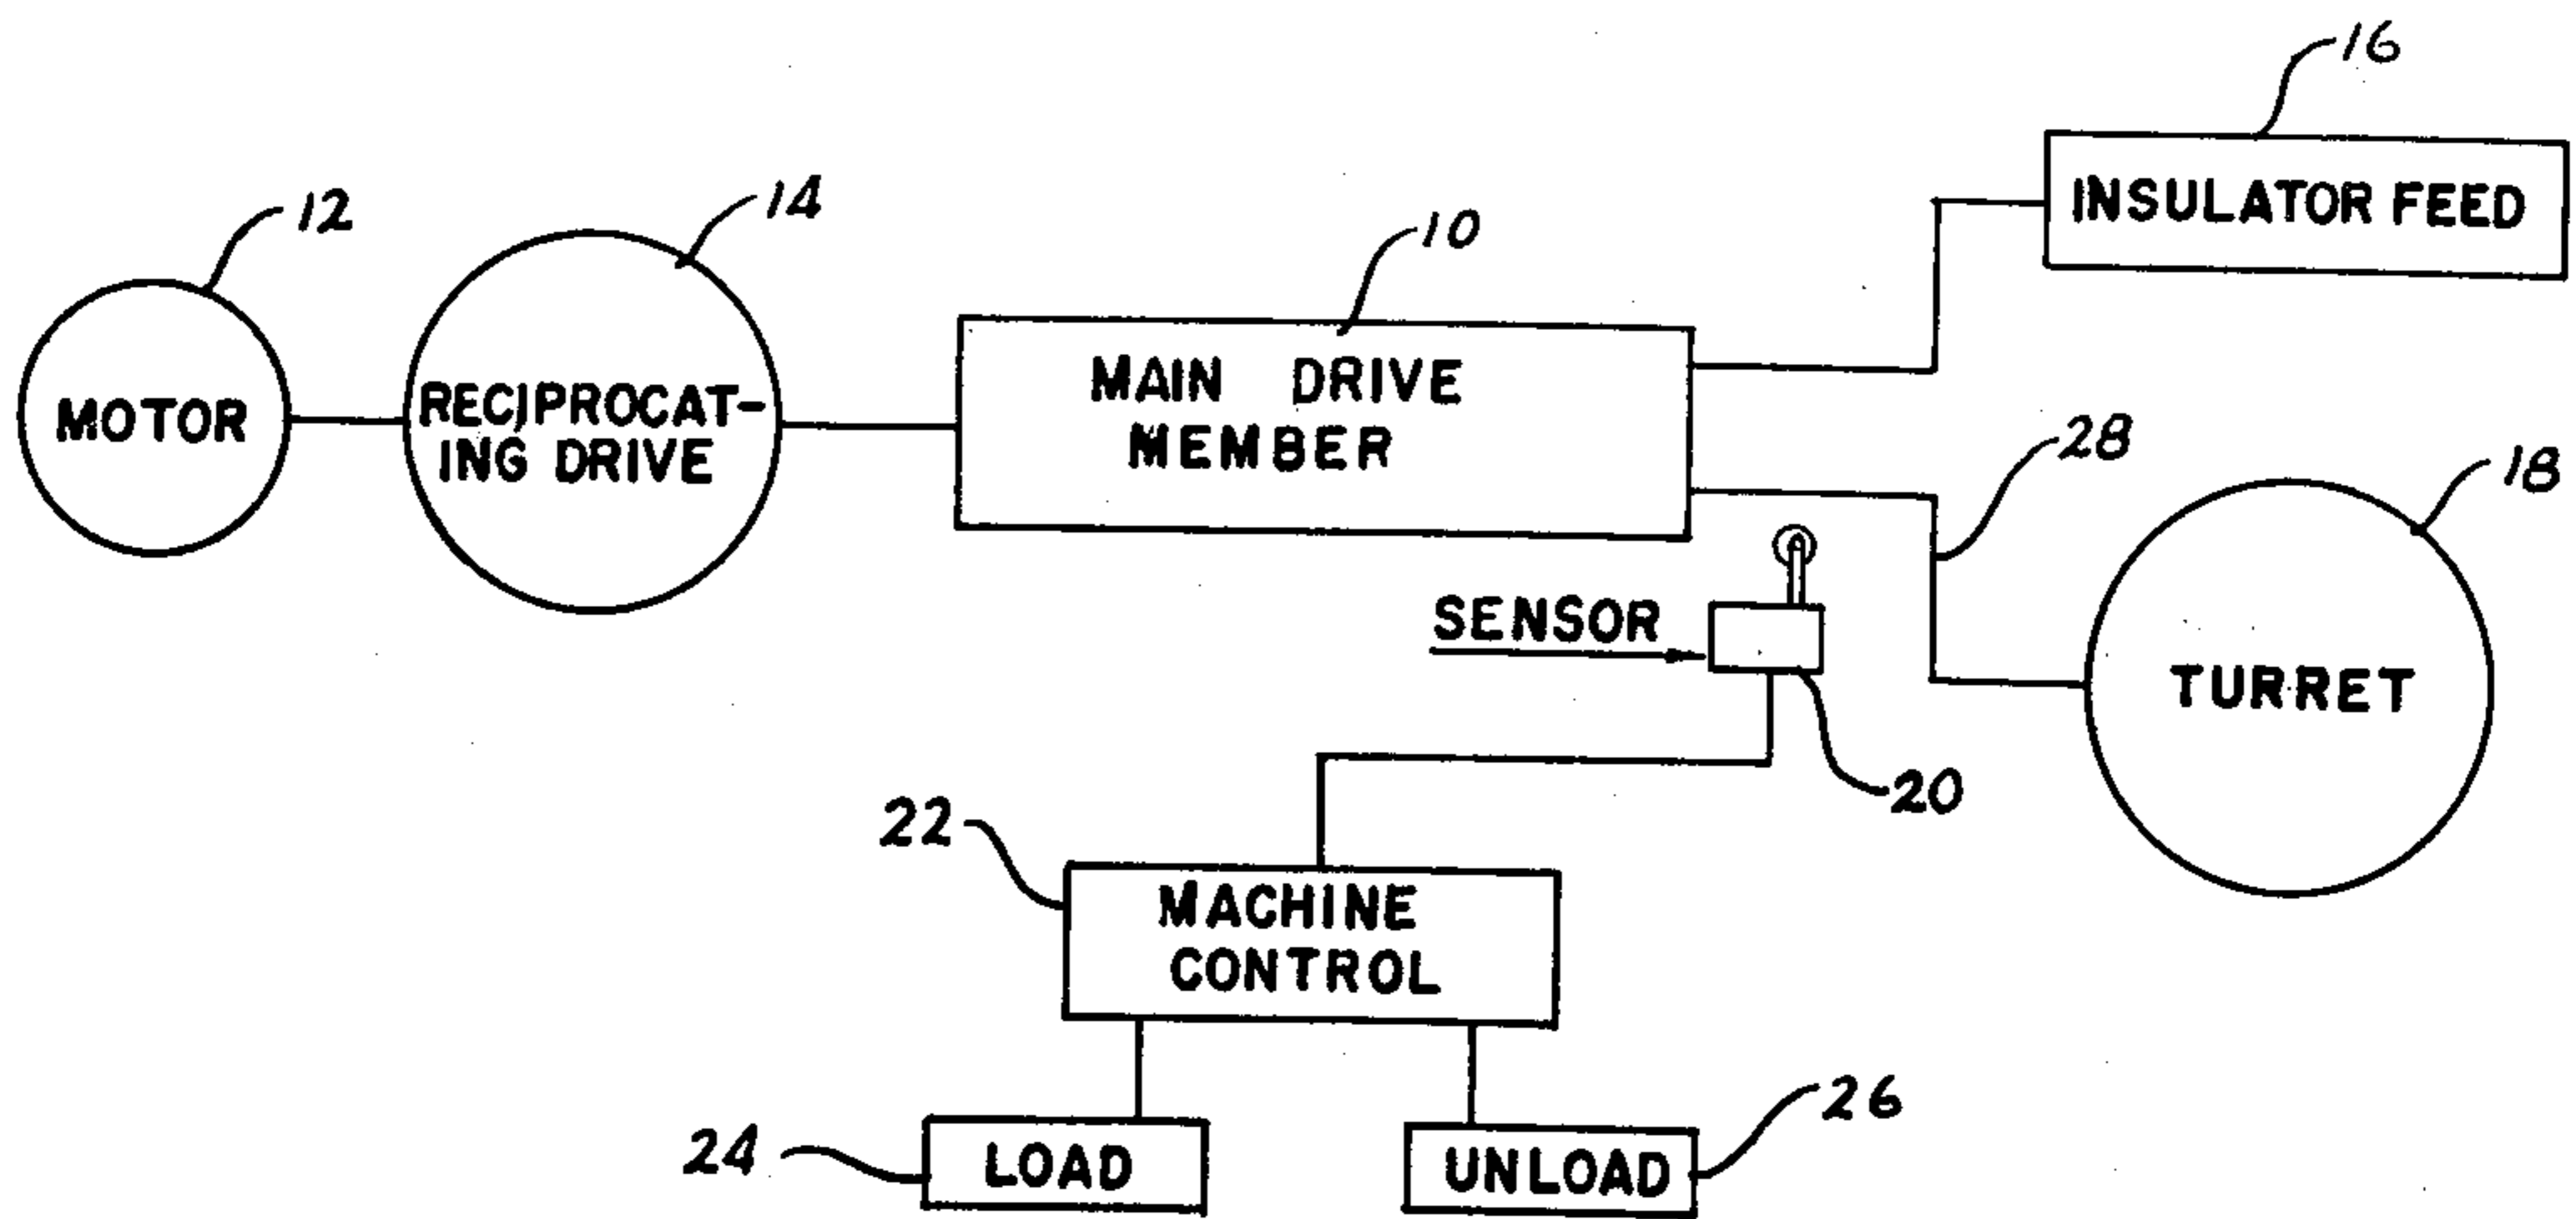 16
INSULATOR FEED
12
14
10
MOTOR
RECIPROCAT-
ING DRIVE
MAIN DRIVE
MEMBER
28
18
SENSOR
TURRET
20
22
MACHINE
CONTROL
24
LOAD
26
UNLOAD